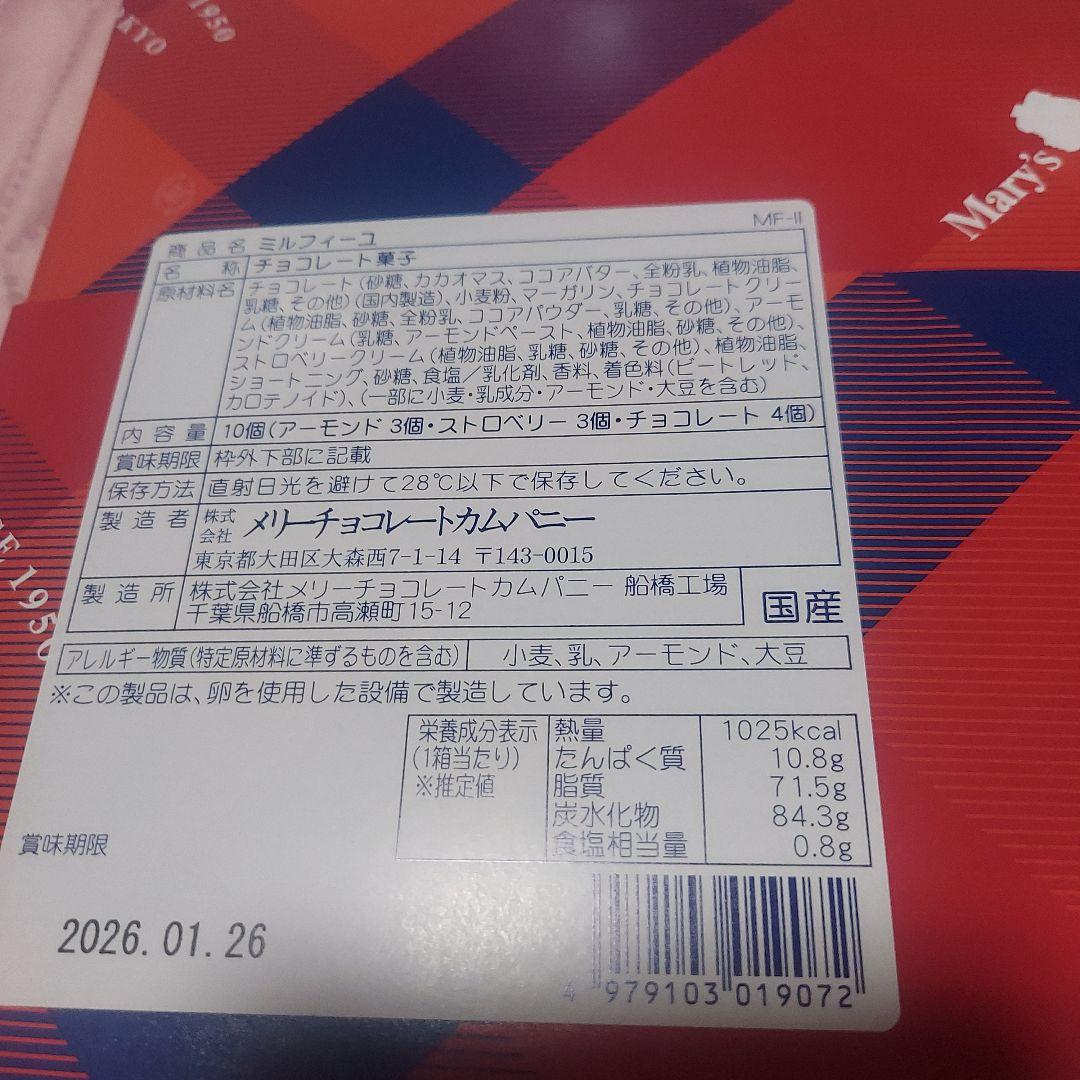 1950
OKYO
Mary's
MF-II
商品名 ミルフィーユ
名称 チョコレート菓子
原材料名 チョコレート(砂糖、カカオマス、ココアバター、全粉乳、植物油脂、
乳糖、その他)(国内製造)、小麦粉、マーガリン、チョコレートクリー
ム(植物油脂、砂糖、全粉乳、ココアパウダー、乳糖、その他)、アーモ
ンドクリーム(乳糖、アーモンドペースト、植物油脂、砂糖、その他)、
ストロベリークリーム(植物油脂、乳糖、砂糖、その他)、植物油脂、
ショートニング、砂糖、食塩/乳化剤、香料、着色料(ビートレッド、
カロテノイド)、(一部に小麦・乳成分・アーモンド・大豆を含む)
内容量 10個(アーモンド 3個・ストロベリー 3個・チョコレート 4個)
賞味期限 枠外下部に記載
保存方法 直射日光を避けて28℃以下で保存してください。
製造者 株式会社 メリーチョコレートカムパニー
東京都大田区大森西7-1-14 〒143-0015
製造所 株式会社メリーチョコレートカムパニー 船橋工場
千葉県船橋市高瀬町15-12
国産
アレルギー物質(特定原材料に準ずるものを含む) 小麦、乳、アーモンド、大豆
※この製品は、卵を使用した設備で製造しています。
栄養成分表示
(1箱当たり)
※推定値
熱量 1025kcal
たんぱく質 10.8g
脂質 71.5g
炭水化物 84.3g
食塩相当量 0.8g
賞味期限
2026.01.26
4 979103 019072
E 1950